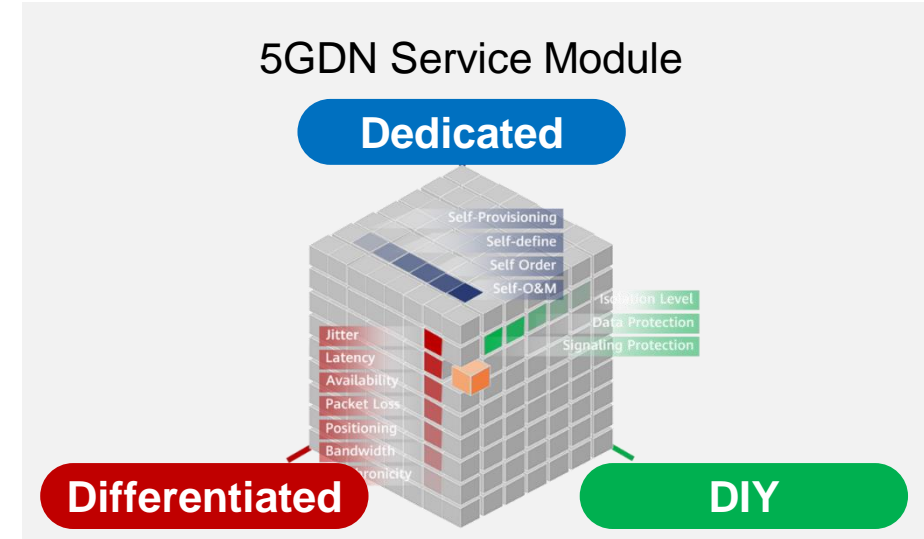 5GDN Service Module
Dedicated
Self-Provisioning
Self-define
Self Order
Self-O&M
Isolation Level
Data Protection
Signaling Protection
Jitter
Latency
Availability
Packet Loss
Positioning
Bandwidth
Differentiated
DIY